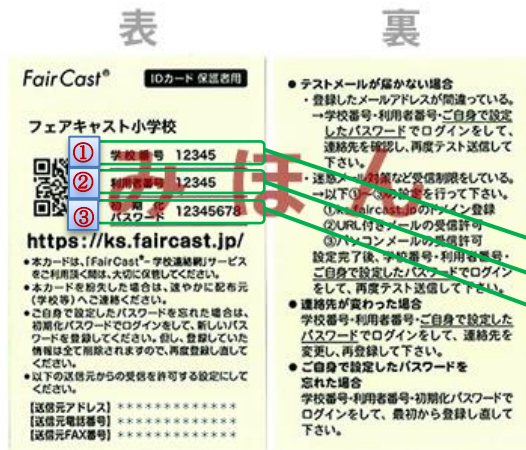 表
FairCast®
IDカード 保護者用
フェアキャスト小学校
① 学校番号 12345
② 利用者番号 12345
③ 初期化パスワード 12345678
https://ks.faircast.jp/
●本カードは、「FairCast®-学校連絡網」サービス
をご利用頂く間は、大切に保管してください。
●本カードを紛失した場合は、速やかに配布元
(学校等)へご連絡ください。
●ご自身で設定したパスワードを忘れた場合は、
初期化パスワードでログインをして、新しいパス
ワードを登録してください。但し、登録していた
情報は全て削除されますので、再度登録し直して
ください。
●以下の送信元からの受信を許可する設定にして
ください。
【送信元アドレス】*************
【送信元電話番号】*************
【送信元FAX番号】*************
裏
●テストメールが届かない場合
・登録したメールアドレスが間違っている。
→学校番号・利用者番号・ご自身で設定
したパスワードでログインをして、
連絡先を確認し、再度テスト送信して
下さい。
・迷惑メール対策など受信制限をしている。
→以下①~③の設定を行って下さい。
①ks.faircast.jpのドメイン登録
②URL付きメールの受信許可
③パソコンメールの受信許可
設定完了後、学校番号・利用者番号・
ご自身で設定したパスワードでログイン
をして、再度テスト送信して下さい。
●連絡先が変わった場合
学校番号・利用者番号・ご自身で設定した
パスワードでログインをして、連絡先を
変更し、再登録して下さい。
●ご自身で設定したパスワードを
忘れた場合
学校番号・利用者番号・初期化パスワードで
ログインをして、最初から登録し直して
下さい。
みほん